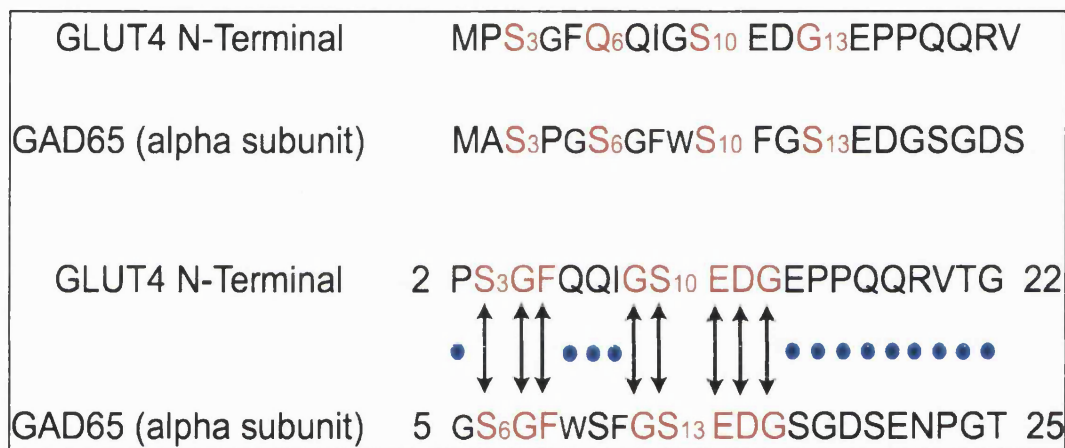 GLUT4 N-Terminal MPS3GFQ6QIGS10 EDG13EPPQQRV
GAD65 (alpha subunit) MAS3PGS6GFWS10 FGS13EDGSGDS
GLUT4 N-Terminal 2 PS3GFQQIGS10 EDGEPPQQRVTG 22
GAD65 (alpha subunit) 5 GS6GFWSFGS13 EDGSGDSENPGT 25